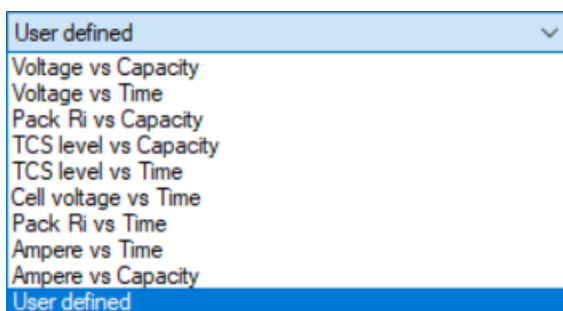 User defined
Voltage vs Capacity
Voltage vs Time
Pack Ri vs Capacity
TCS level vs Capacity
TCS level vs Time
Cell voltage vs Time
Pack Ri vs Time
Ampere vs Time
Ampere vs Capacity
User defined